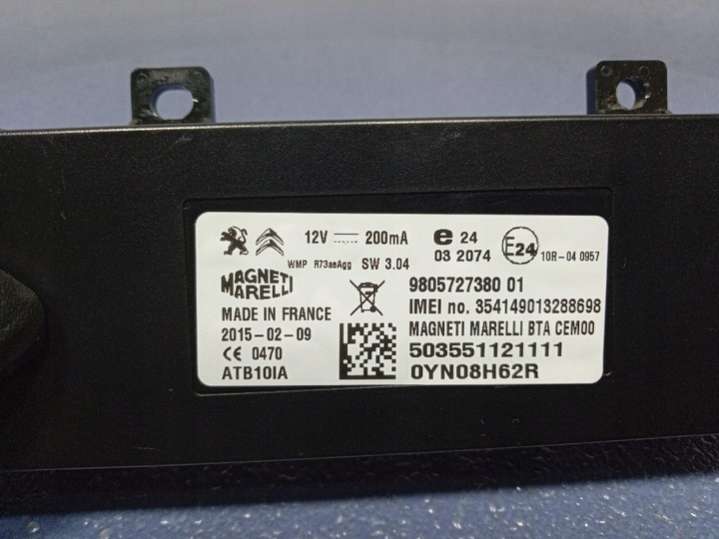 12V 200mA
e 24
03 2074
E24
10R-04 0957
WMP R73aeAgg SW 3.04
MAGNETI
MARELLI
MADE IN FRANCE
2015-02-09
CE 0470
ATB10IA
9805727380 01
IMEI no. 354149013288698
MAGNETI MARELLI BTA CEM00
503551121111
0YN08H62R